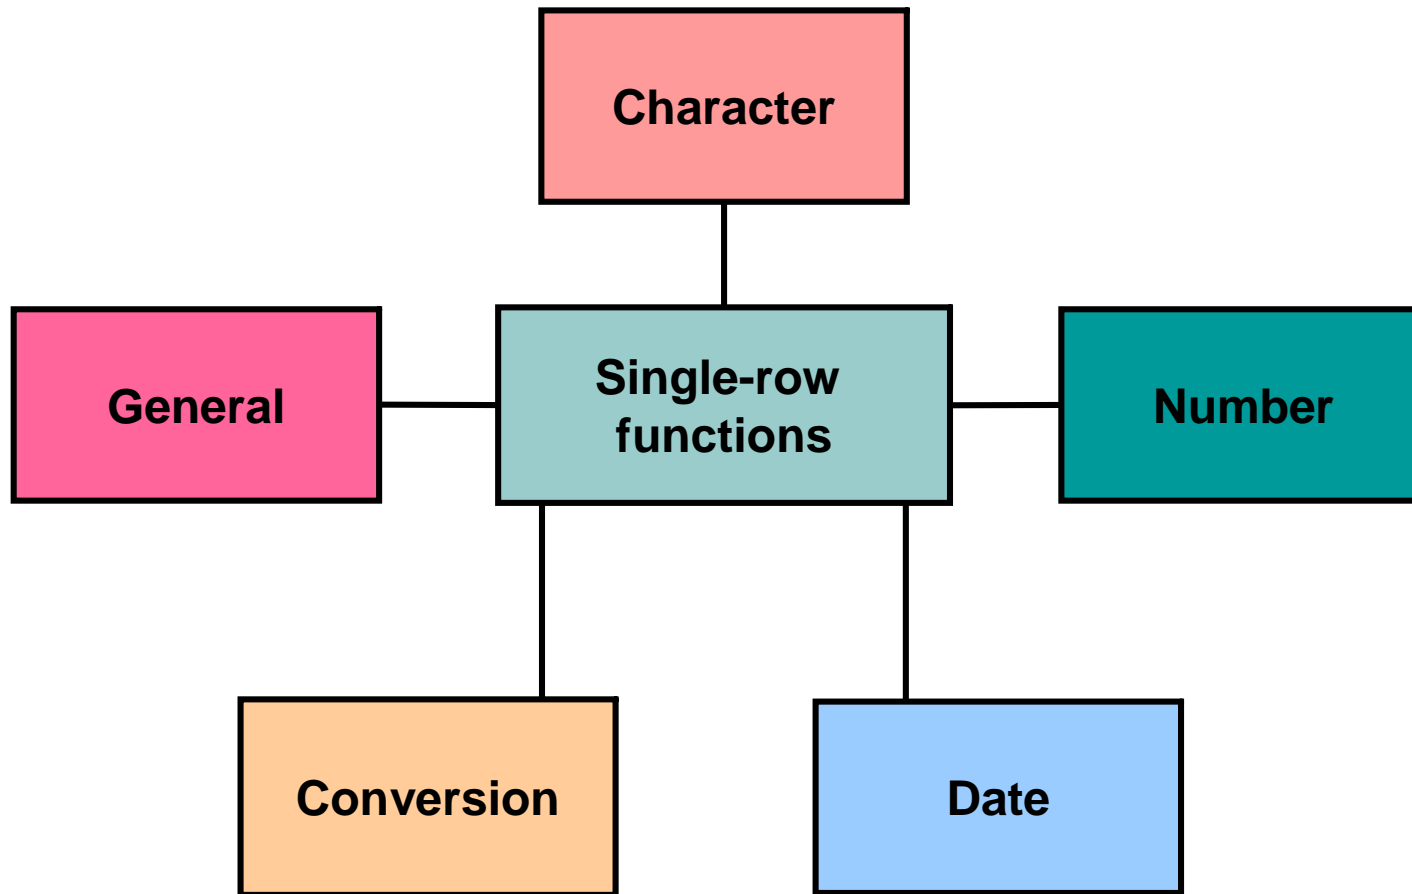 Character
General
Single-row
functions
Number
Conversion
Date